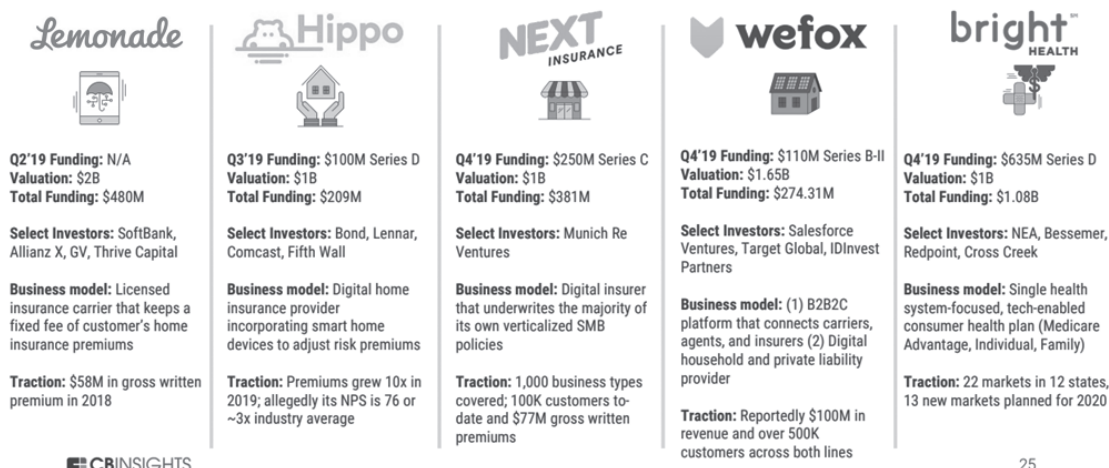 Lemonade
Q2'19 Funding: N/A
Valuation: $2B
Total Funding: $480M
Select Investors: SoftBank,
Allianz X, GV, Thrive Capital
Business model: Licensed
insurance carrier that keeps a
fixed fee of customer's home
insurance premiums
Traction: $58M in gross written
premium in 2018
Hippo
Q3'19 Funding: $100M Series D
Valuation: $1B
Total Funding: $209M
Select Investors: Bond, Lennar,
Comcast, Fifth Wall
Business model: Digital home
insurance provider
incorporating smart home
devices to adjust risk premiums
Traction: Premiums grew 10x in
2019; allegedly its NPS is 76 or
~3x industry average
NEXT
INSURANCE
Q4'19 Funding: $250M Series C
Valuation: $1B
Total Funding: $381M
Select Investors: Munich Re
Ventures
Business model: Digital insurer
that underwrites the majority of
its own verticalized SMB
policies
Traction: 1,000 business types
covered; 100K customers to-
date and $77M gross written
premiums
wefox
Q4'19 Funding: $110M Series B-II
Valuation: $1.65B
Total Funding: $274.31M
Select Investors: Salesforce
Ventures, Target Global, IDInvest
Partners
Business model: (1) B2B2C
platform that connects carriers,
agents, and insurers (2) Digital
household and private liability
provider
Traction: Reportedly $100M in
revenue and over 500K
customers across both lines
bright
HEALTH
$
Q4'19 Funding: $635M Series D
Valuation: $1B
Total Funding: $1.08B
Select Investors: NEA, Bessemer,
Redpoint, Cross Creek
Business model: Single health
system-focused, tech-enabled
consumer health plan (Medicare
Advantage, Individual, Family)
Traction: 22 markets in 12 states,
13 new markets planned for 2020
CBINSIGHTS
25